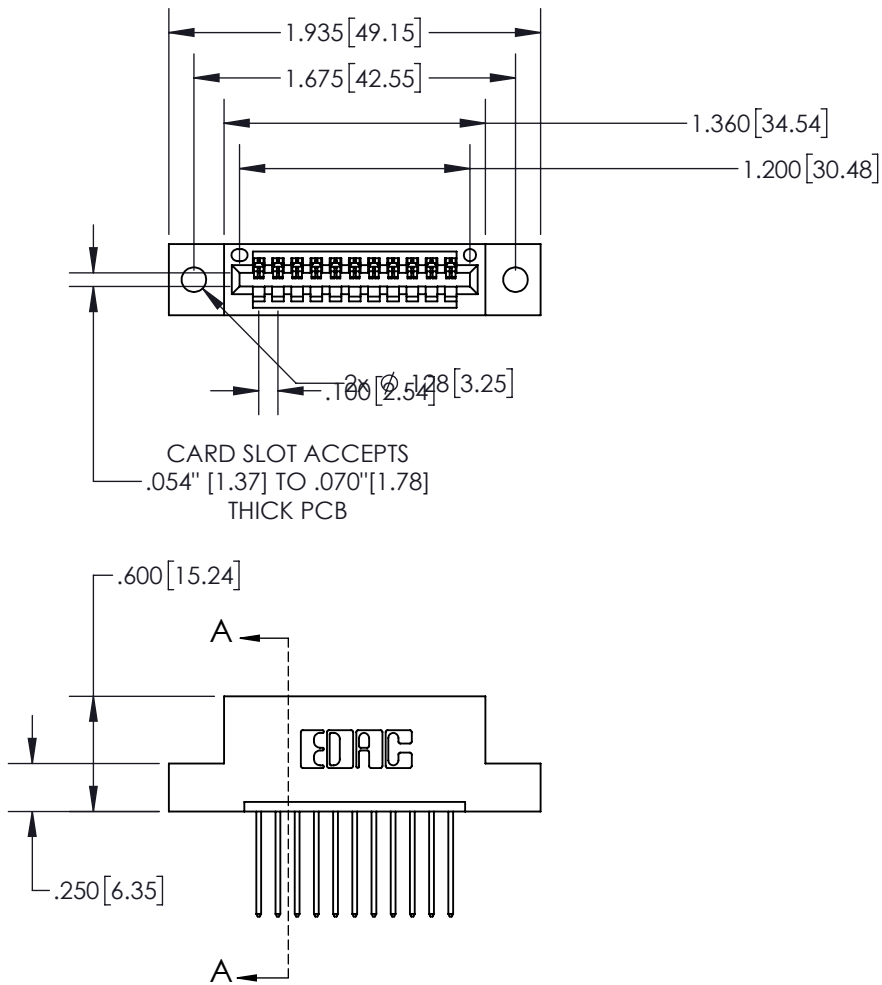 1.935 [49.15]
1.675 [42.55]
1.360 [34.54]
1.200 [30.48]
2x Ø .128 [3.25]
.100 [2.54]
CARD SLOT ACCEPTS
.054" [1.37] TO .070" [1.78]
THICK PCB
.600 [15.24]
A
EDAC
.250 [6.35]
A